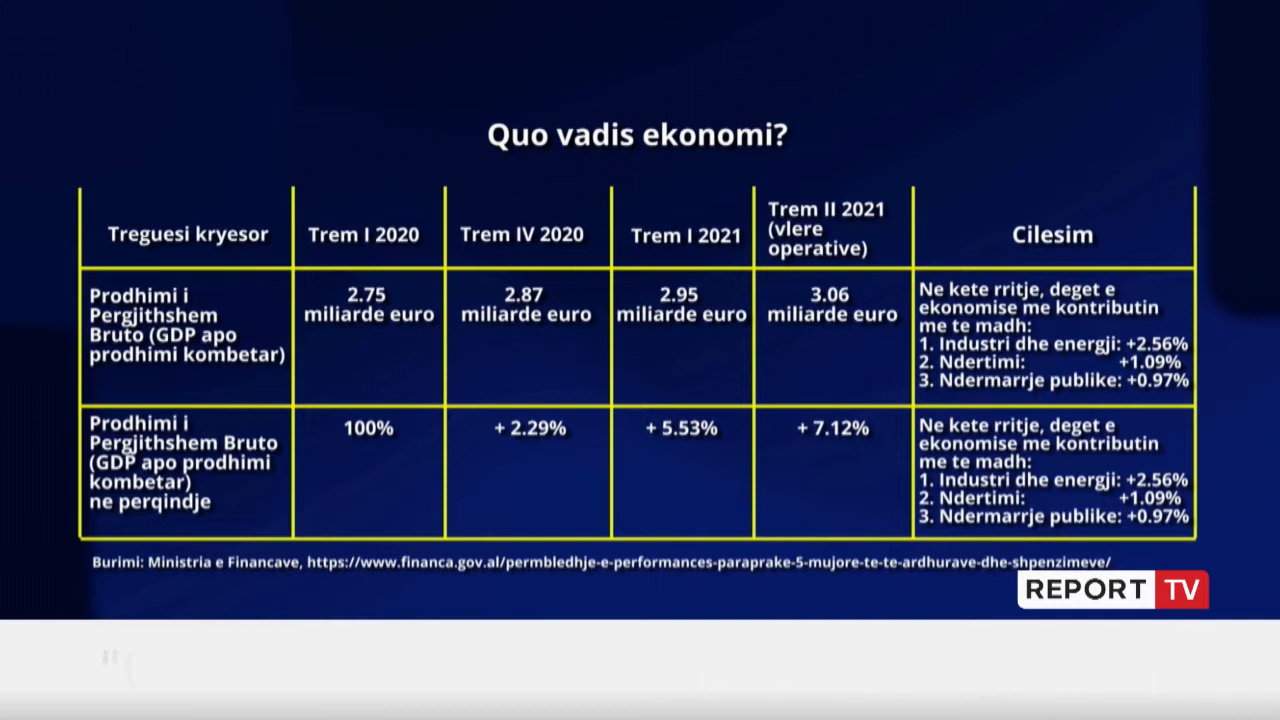 Quo vadis ekonomi?
Treguesi kryesor
Trem I 2020
Trem IV 2020
Trem I 2021
Trem II 2021
(vlere
operative)
Cilesim
Prodhimi i
Pergjithshem
Bruto (GDP apo
prodhimi kombetar)
2.75
miliarde euro
2.87
miliarde euro
2.95
miliarde euro
3.06
miliarde euro
Ne kete rritje, deget e
ekonomise me kontributin
me te madh:
1. Industri dhe energji: +2.56%
2. Ndertimi: +1.09%
3. Ndermarrje publike: +0.97%
Prodhimi i
Pergjithshem Bruto
(GDP apo prodhimi
kombetar)
ne perqindje
100%
+ 2.29%
+ 5.53%
+ 7.12%
Ne kete rritje, deget e
ekonomise me kontributin
me te madh:
1. Industri dhe energji: +2.56%
2. Ndertimi: +1.09%
3. Ndermarrje publike: +0.97%
Burimi: Ministria e Financave, https://www.financa.gov.al/permbledhje-e-performances-paraprake-5-mujore-te-te-ardhurave-dhe-shpenzimeve/
REPORT TV
"(